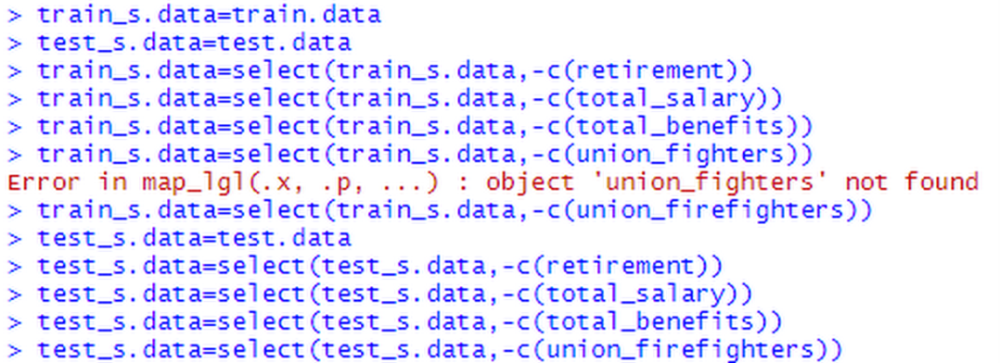 > train_s.data=train.data
> test_s.data=test.data
> train_s.data=select(train_s.data,-c(retirement))
> train_s.data=select(train_s.data,-c(total_salary))
> train_s.data=select(train_s.data,-c(total_benefits))
> train_s.data=select(train_s.data,-c(union_fighters))
Error in map_lgl(.x, .p, ...) : object 'union_fighters' not found
> train_s.data=select(train_s.data,-c(union_firefighters))
> test_s.data=test.data
> test_s.data=select(test_s.data,-c(retirement))
> test_s.data=select(test_s.data,-c(total_salary))
> test_s.data=select(test_s.data,-c(total_benefits))
> test_s.data=select(test_s.data,-c(union_firefighters))